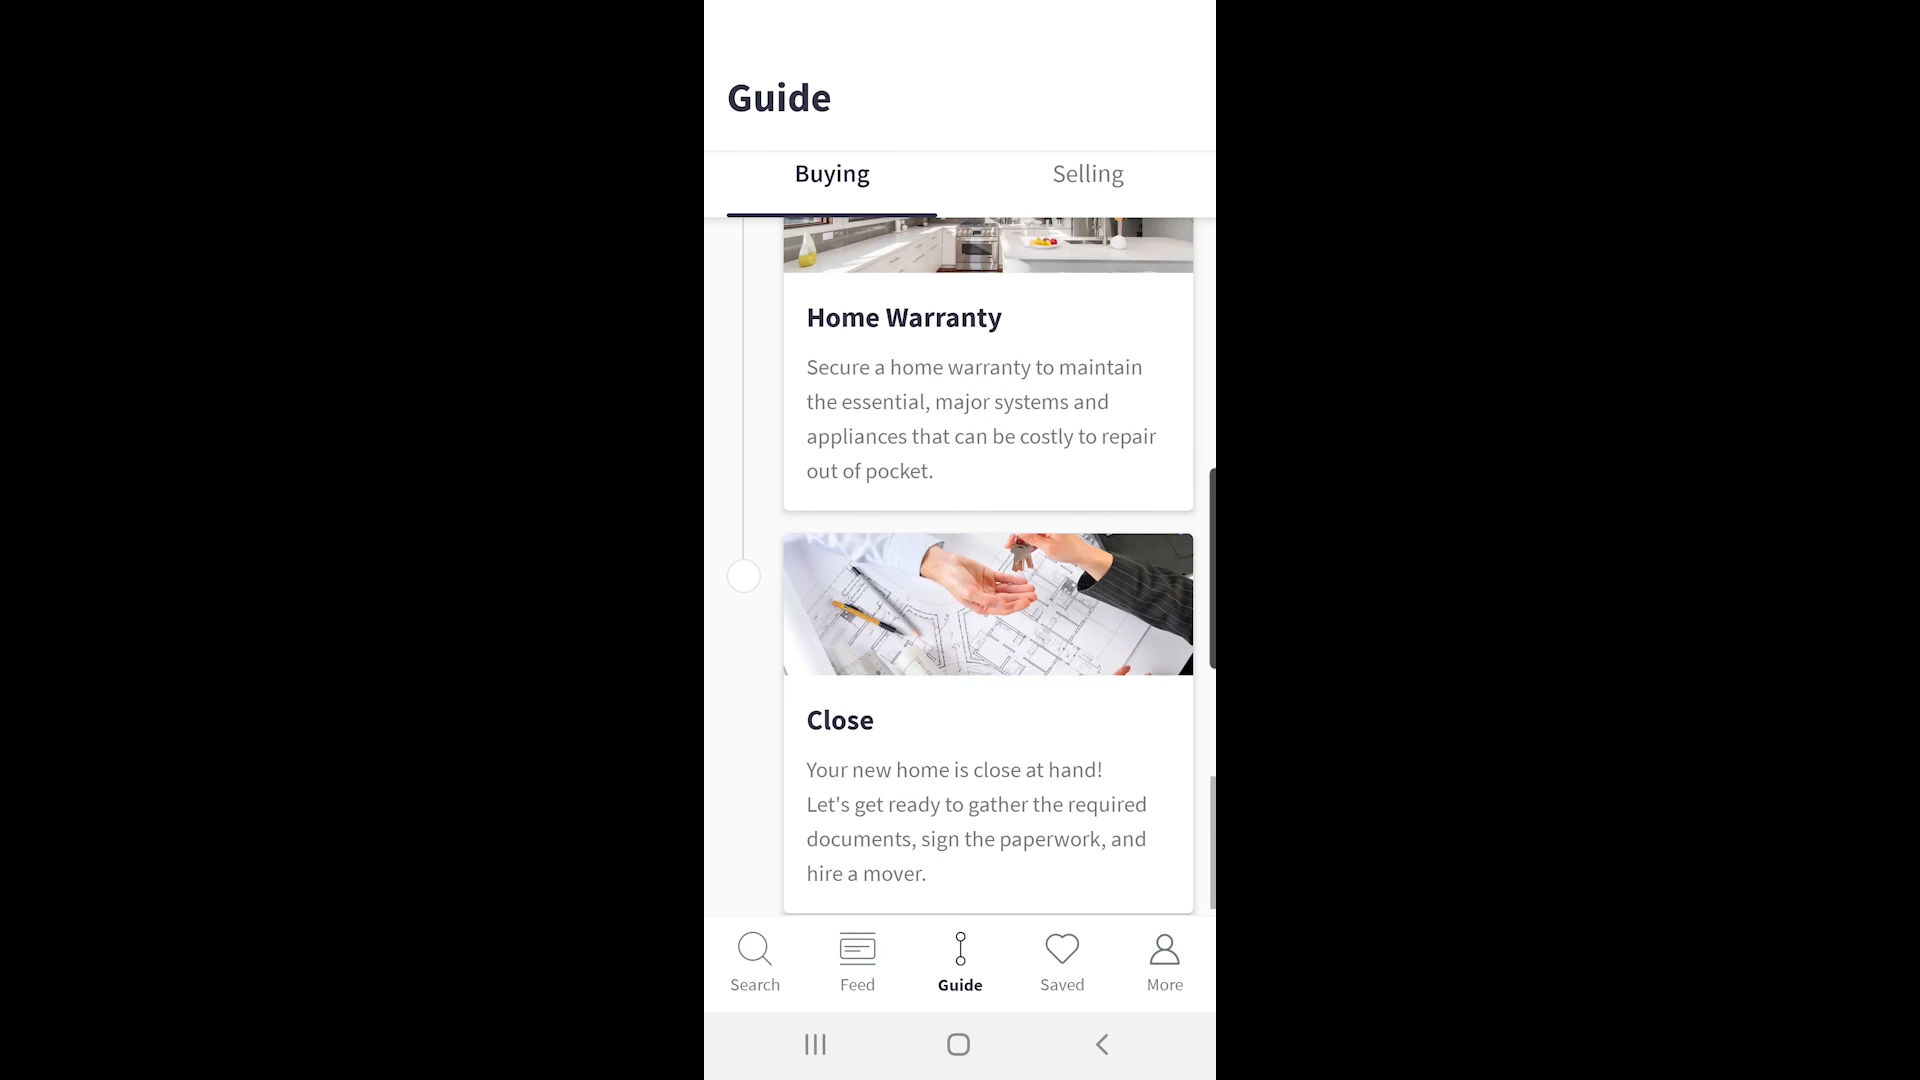 Guide
Buying
Selling
Home Warranty
Secure a home warranty to maintain
the essential, major systems and
appliances that can be costly to repair
out of pocket.
Close
Your new home is close at hand!
Let's get ready to gather the required
documents, sign the paperwork, and
hire a mover.
Search
Feed
Guide
Saved
More